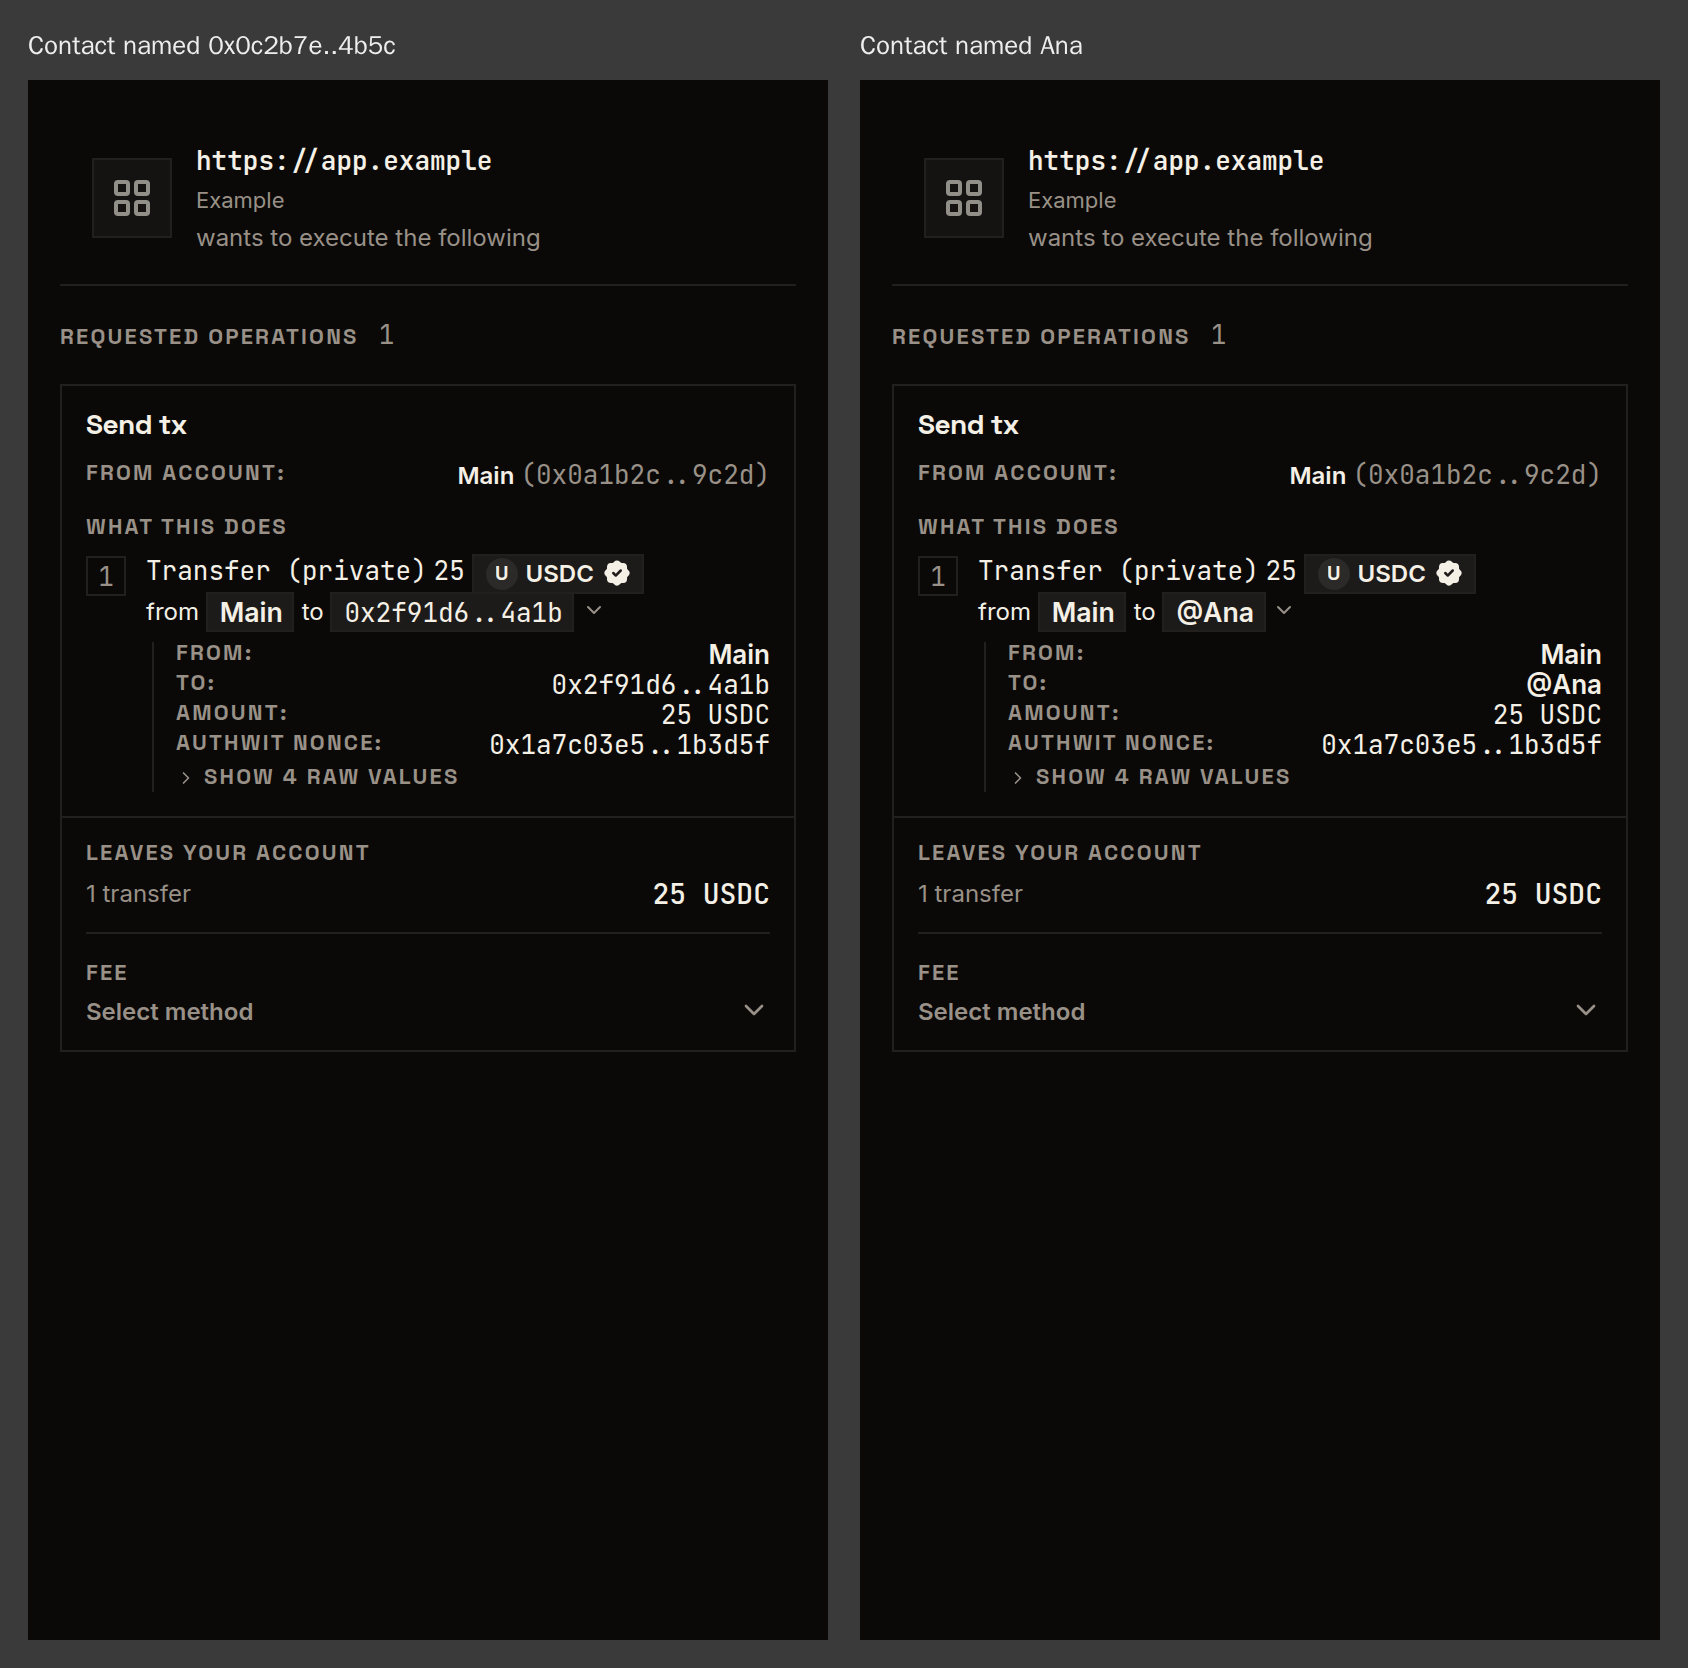 Contact named 0x0c2b7e..4b5c
https://app.example
Example
wants to execute the following
REQUESTED OPERATIONS 1
Send tx
FROM ACCOUNT: Main (0x0a1b2c..9c2d)
WHAT THIS DOES
1 Transfer (private) 25 U USDC
from Main to 0x2f91d6..4a1b
FROM: Main
TO: 0x2f91d6..4a1b
AMOUNT: 25 USDC
AUTHWIT NONCE: 0x1a7c03e5..1b3d5f
SHOW 4 RAW VALUES
LEAVES YOUR ACCOUNT
1 transfer 25 USDC
FEE
Select method
Contact named Ana
https://app.example
Example
wants to execute the following
REQUESTED OPERATIONS 1
Send tx
FROM ACCOUNT: Main (0x0a1b2c..9c2d)
WHAT THIS DOES
1 Transfer (private) 25 U USDC
from Main to @Ana
FROM: Main
TO: @Ana
AMOUNT: 25 USDC
AUTHWIT NONCE: 0x1a7c03e5..1b3d5f
SHOW 4 RAW VALUES
LEAVES YOUR ACCOUNT
1 transfer 25 USDC
FEE
Select method